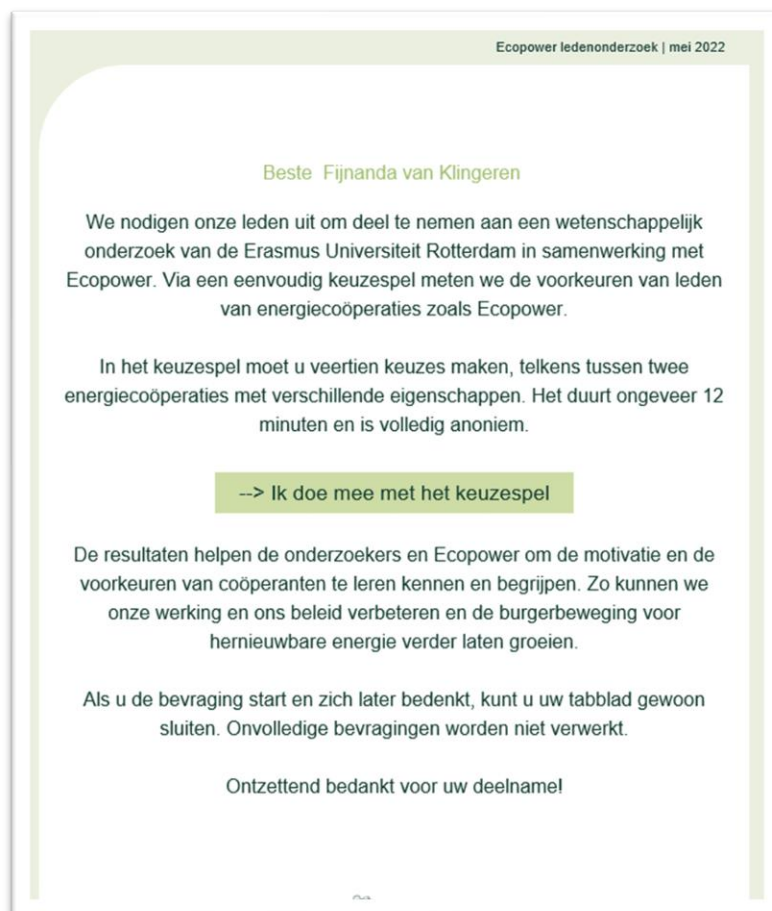 Ecopower ledenonderzoek | mei 2022
Beste Fijnanda van Klingeren
We nodigen onze leden uit om deel te nemen aan een wetenschappelijk
onderzoek van de Erasmus Universiteit Rotterdam in samenwerking met
Ecopower. Via een eenvoudig keuzespel meten we de voorkeuren van leden
van energiecoöperaties zoals Ecopower.
In het keuzespel moet u veertien keuzes maken, telkens tussen twee
energiecoöperaties met verschillende eigenschappen. Het duurt ongeveer 12
minuten en is volledig anoniem.
--> Ik doe mee met het keuzespel
De resultaten helpen de onderzoekers en Ecopower om de motivatie en de
voorkeuren van coöperanten te leren kennen en begrijpen. Zo kunnen we
onze werking en ons beleid verbeteren en de burgerbeweging voor
hernieuwbare energie verder laten groeien.
Als u de bevraging start en zich later bedenkt, kunt u uw tabblad gewoon
sluiten. Onvolledige bevragingen worden niet verwerkt.
Ontzettend bedankt voor uw deelname!